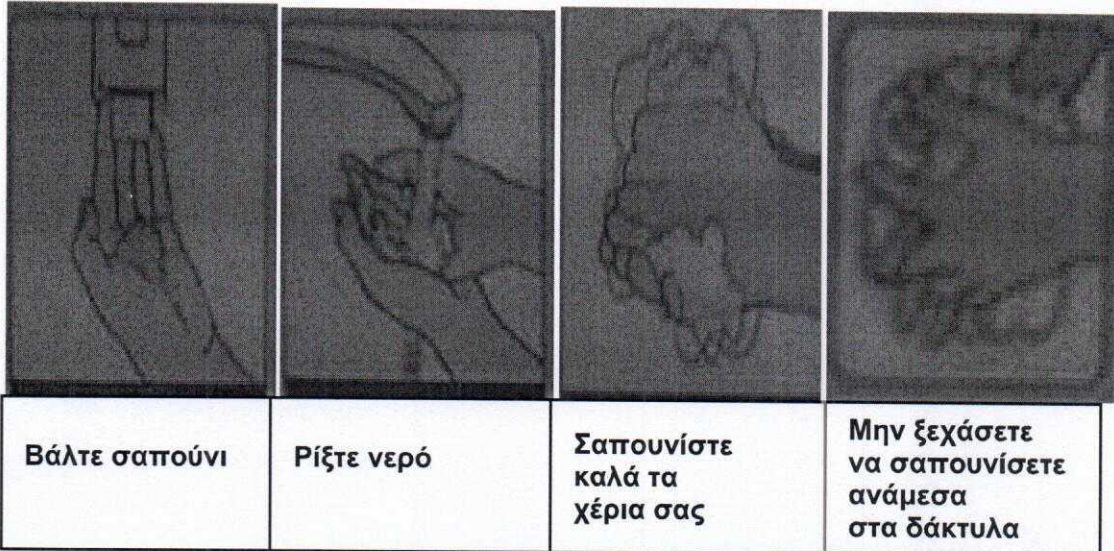 Βάλτε σαπούνι
Ρίξτε νερό
Σαπουνίστε
καλά τα
χέρια σας
Μην ξεχάσετε
να σαπουνίσετε
ανάμεσα
στα δάκτυλα